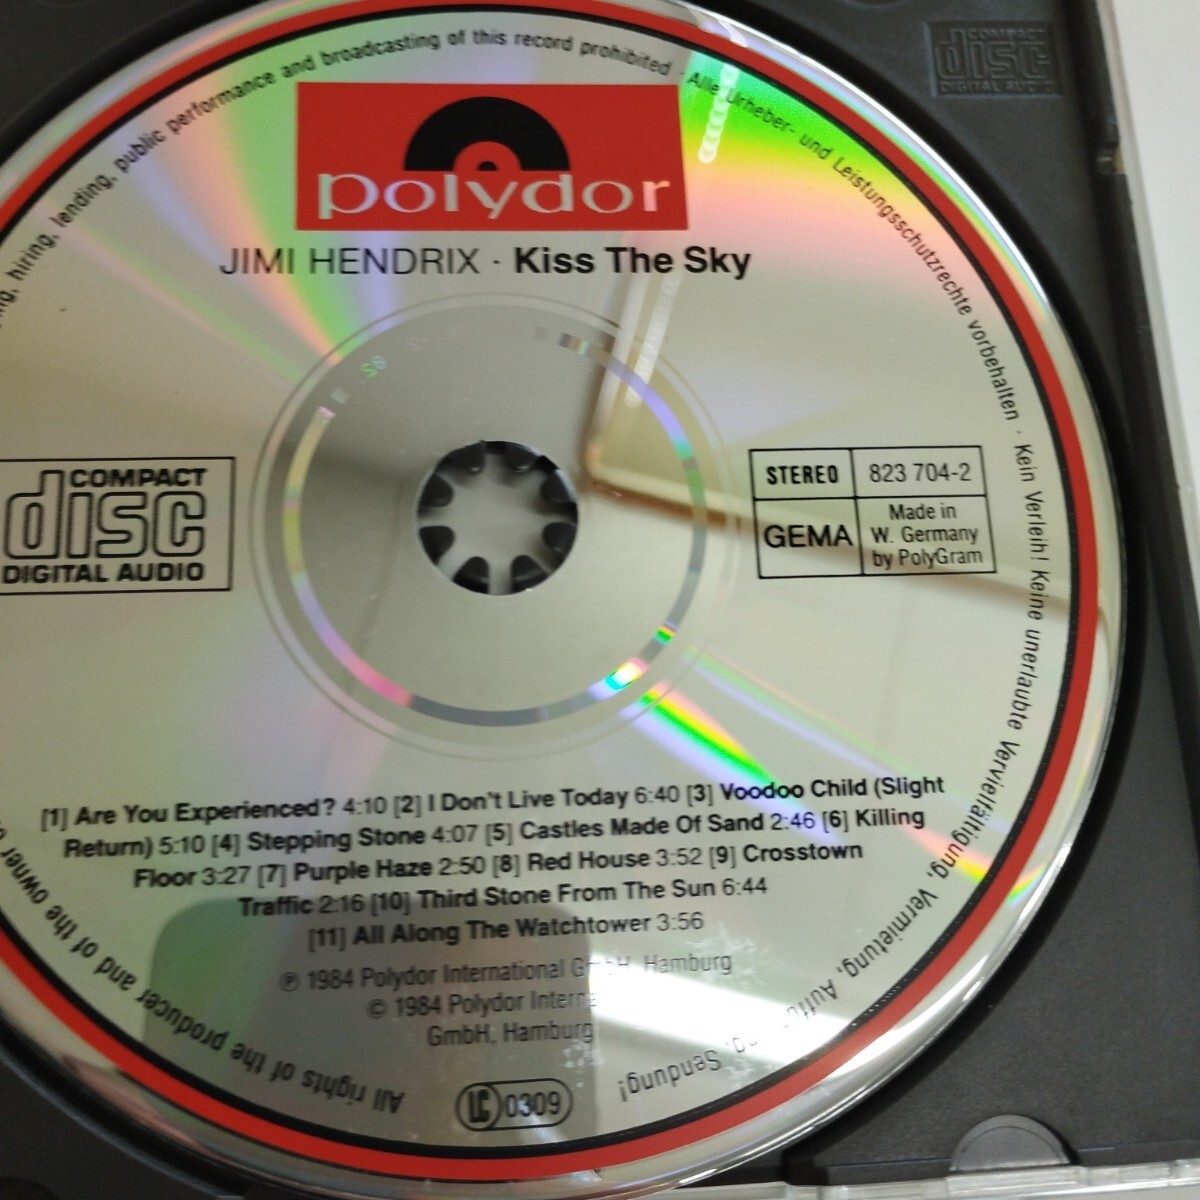 polydor
JIMI HENDRIX · Kiss The Sky
COMPACT
disc
DIGITAL AUDIO
STEREO
823 704-2
GEMA
Made in
W. Germany
by PolyGram
[1] Are You Experienced? 4:10 [2] I Don't Live Today 6:40 [3] Voodoo Child (Slight
Return) 5:10 [4] Stepping Stone 4:07 [5] Castles Made Of Sand 2:46 [6] Killing
Floor 3:27 [7] Purple Haze 2:50 [8] Red House 3:52 [9] Crosstown
Traffic 2:16 [10] Third Stone From The Sun 6:44
[11] All Along The Watchtower 3:56
℗ 1984 Polydor International GmbH, Hamburg
© 1984 Polydor
GmbH, Hamburg
LC 0309
All rights of the producer and of the owner
hiring, lending, public performance and broadcasting of this record prohibited · Alle Urheber- und Leistungsschutzrechte vorbehalten · Kein Verleih! Keine unerlaubte Vervielfältigung, Vermietung, Sendung!
COMPACT
disc
DIGITAL AUDIO